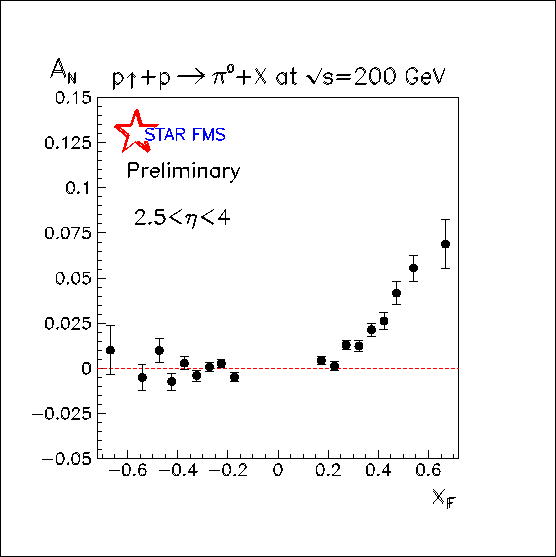 A_N
p↑+p → π⁰+X at √s=200 GeV
0.15
STAR FMS
0.125
Preliminary
0.1
2.5<η<4
0.075
0.05
0.025
0
−0.025
−0.05
−0.6 −0.4 −0.2 0 0.2 0.4 0.6
x_F